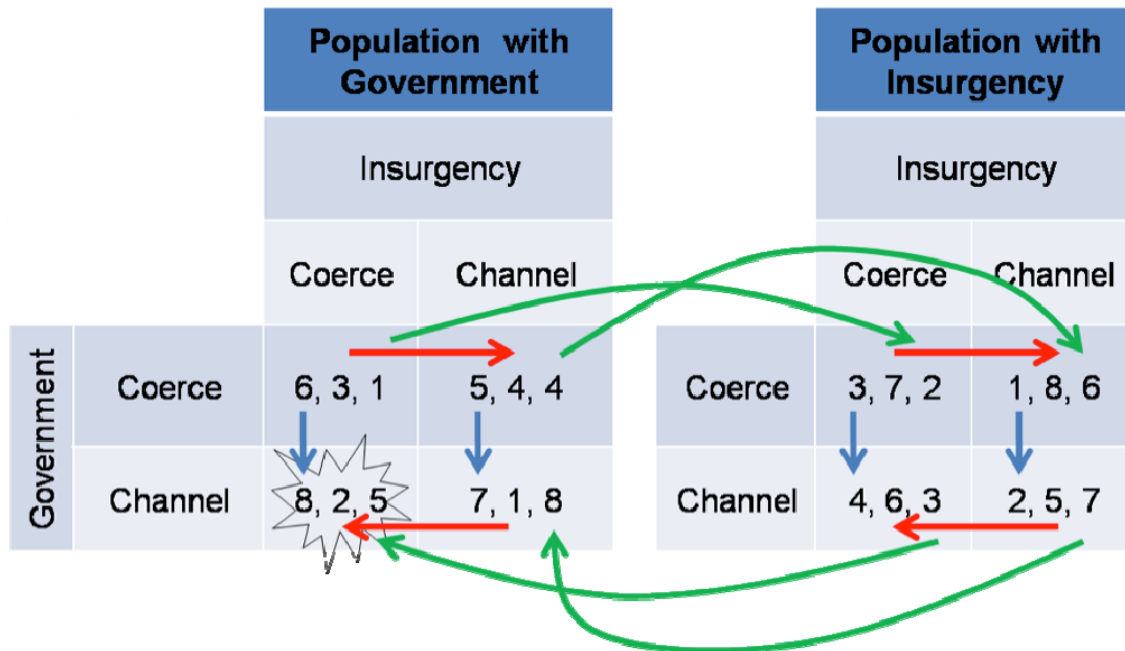 Population with
Government
Population with
Insurgency
Insurgency
Insurgency
Coerce
Channel
Coerce
Channel
Government
Coerce
6, 3, 1
5, 4, 4
Coerce
3, 7, 2
1, 8, 6
Channel
8, 2, 5
7, 1, 8
Channel
4, 6, 3
2, 5, 7